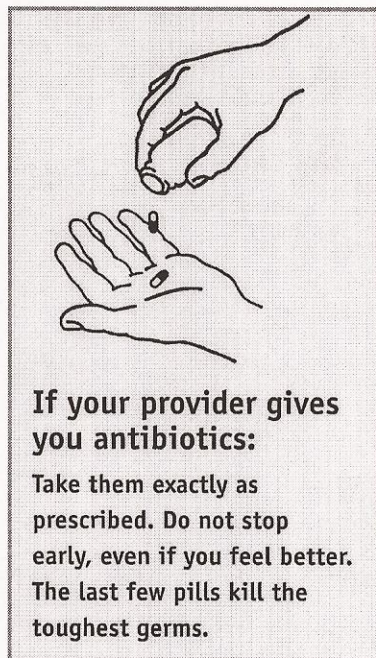 If your provider gives
you antibiotics:
Take them exactly as
prescribed. Do not stop
early, even if you feel better.
The last few pills kill the
toughest germs.